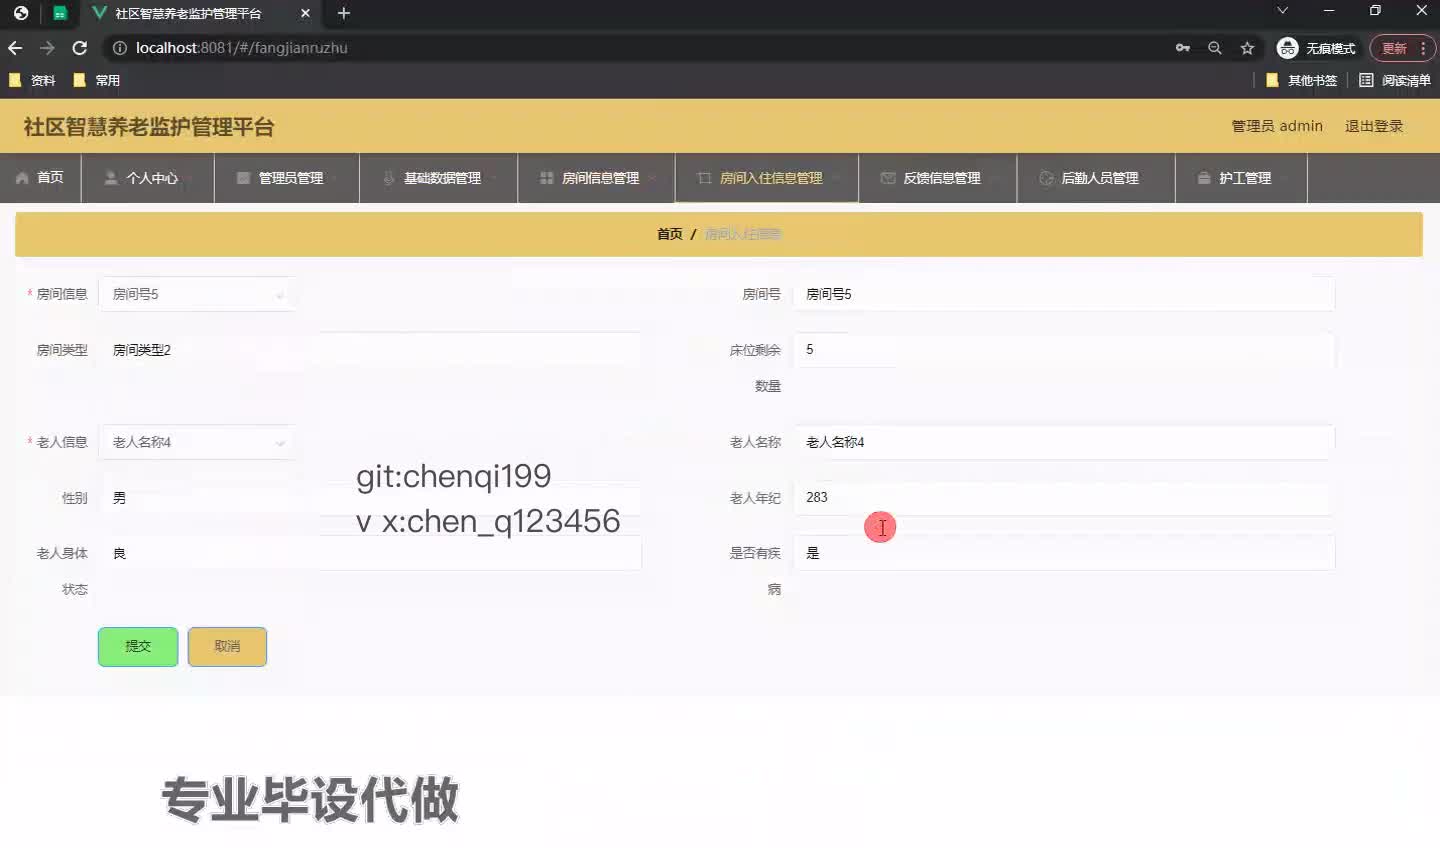 社区智慧养老监护管理平台
localhost:8081/#/fangjianruzhu
无痕模式
更新
资料
常用
其他书签
阅读清单
社区智慧养老监护管理平台
管理员 admin
退出登录
首页
个人中心
管理员管理
基础数据管理
房间信息管理
房间入住信息管理
反馈信息管理
后勤人员管理
护工管理
首页 / 房间入住信息
* 房间信息
房间号5
房间号
房间号5
房间类型
房间类型2
床位剩余
数量
5
* 老人信息
老人名称4
老人名称
老人名称4
git:chenqi199
性别
男
老人年纪
283
v x:chen_q123456
老人身体
状态
良
是否有疾
病
是
提交
取消
专业毕设代做